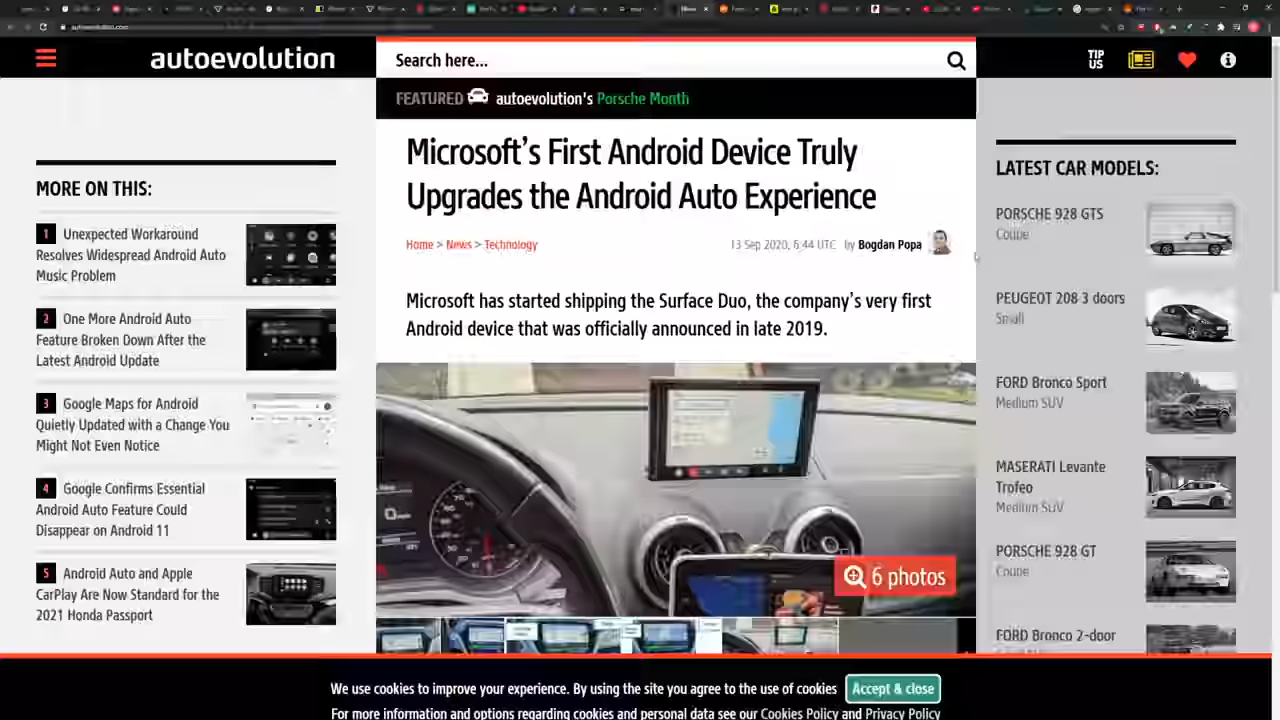 autoevolution
Search here...
TIP
US
FEATURED autoevolution's Porsche Month
Microsoft's First Android Device Truly
Upgrades the Android Auto Experience
Home > News > Technology
13 Sep 2020, 6:44 UTC by Bogdan Popa
Microsoft has started shipping the Surface Duo, the company's very first
Android device that was officially announced in late 2019.
6 photos
MORE ON THIS:
1 Unexpected Workaround
Resolves Widespread Android Auto
Music Problem
2 One More Android Auto
Feature Broken Down After the
Latest Android Update
3 Google Maps for Android
Quietly Updated with a Change You
Might Not Even Notice
4 Google Confirms Essential
Android Auto Feature Could
Disappear on Android 11
5 Android Auto and Apple
CarPlay Are Now Standard for the
2021 Honda Passport
LATEST CAR MODELS:
PORSCHE 928 GTS
Coupe
PEUGEOT 208 3 doors
Small
FORD Bronco Sport
Medium SUV
MASERATI Levante
Trofeo
Medium SUV
PORSCHE 928 GT
Coupe
FORD Bronco 2-door
We use cookies to improve your experience. By using the site you agree to the use of cookies
Accept & close
For more information and options regarding cookies and personal data see our Cookies Policy and Privacy Policy